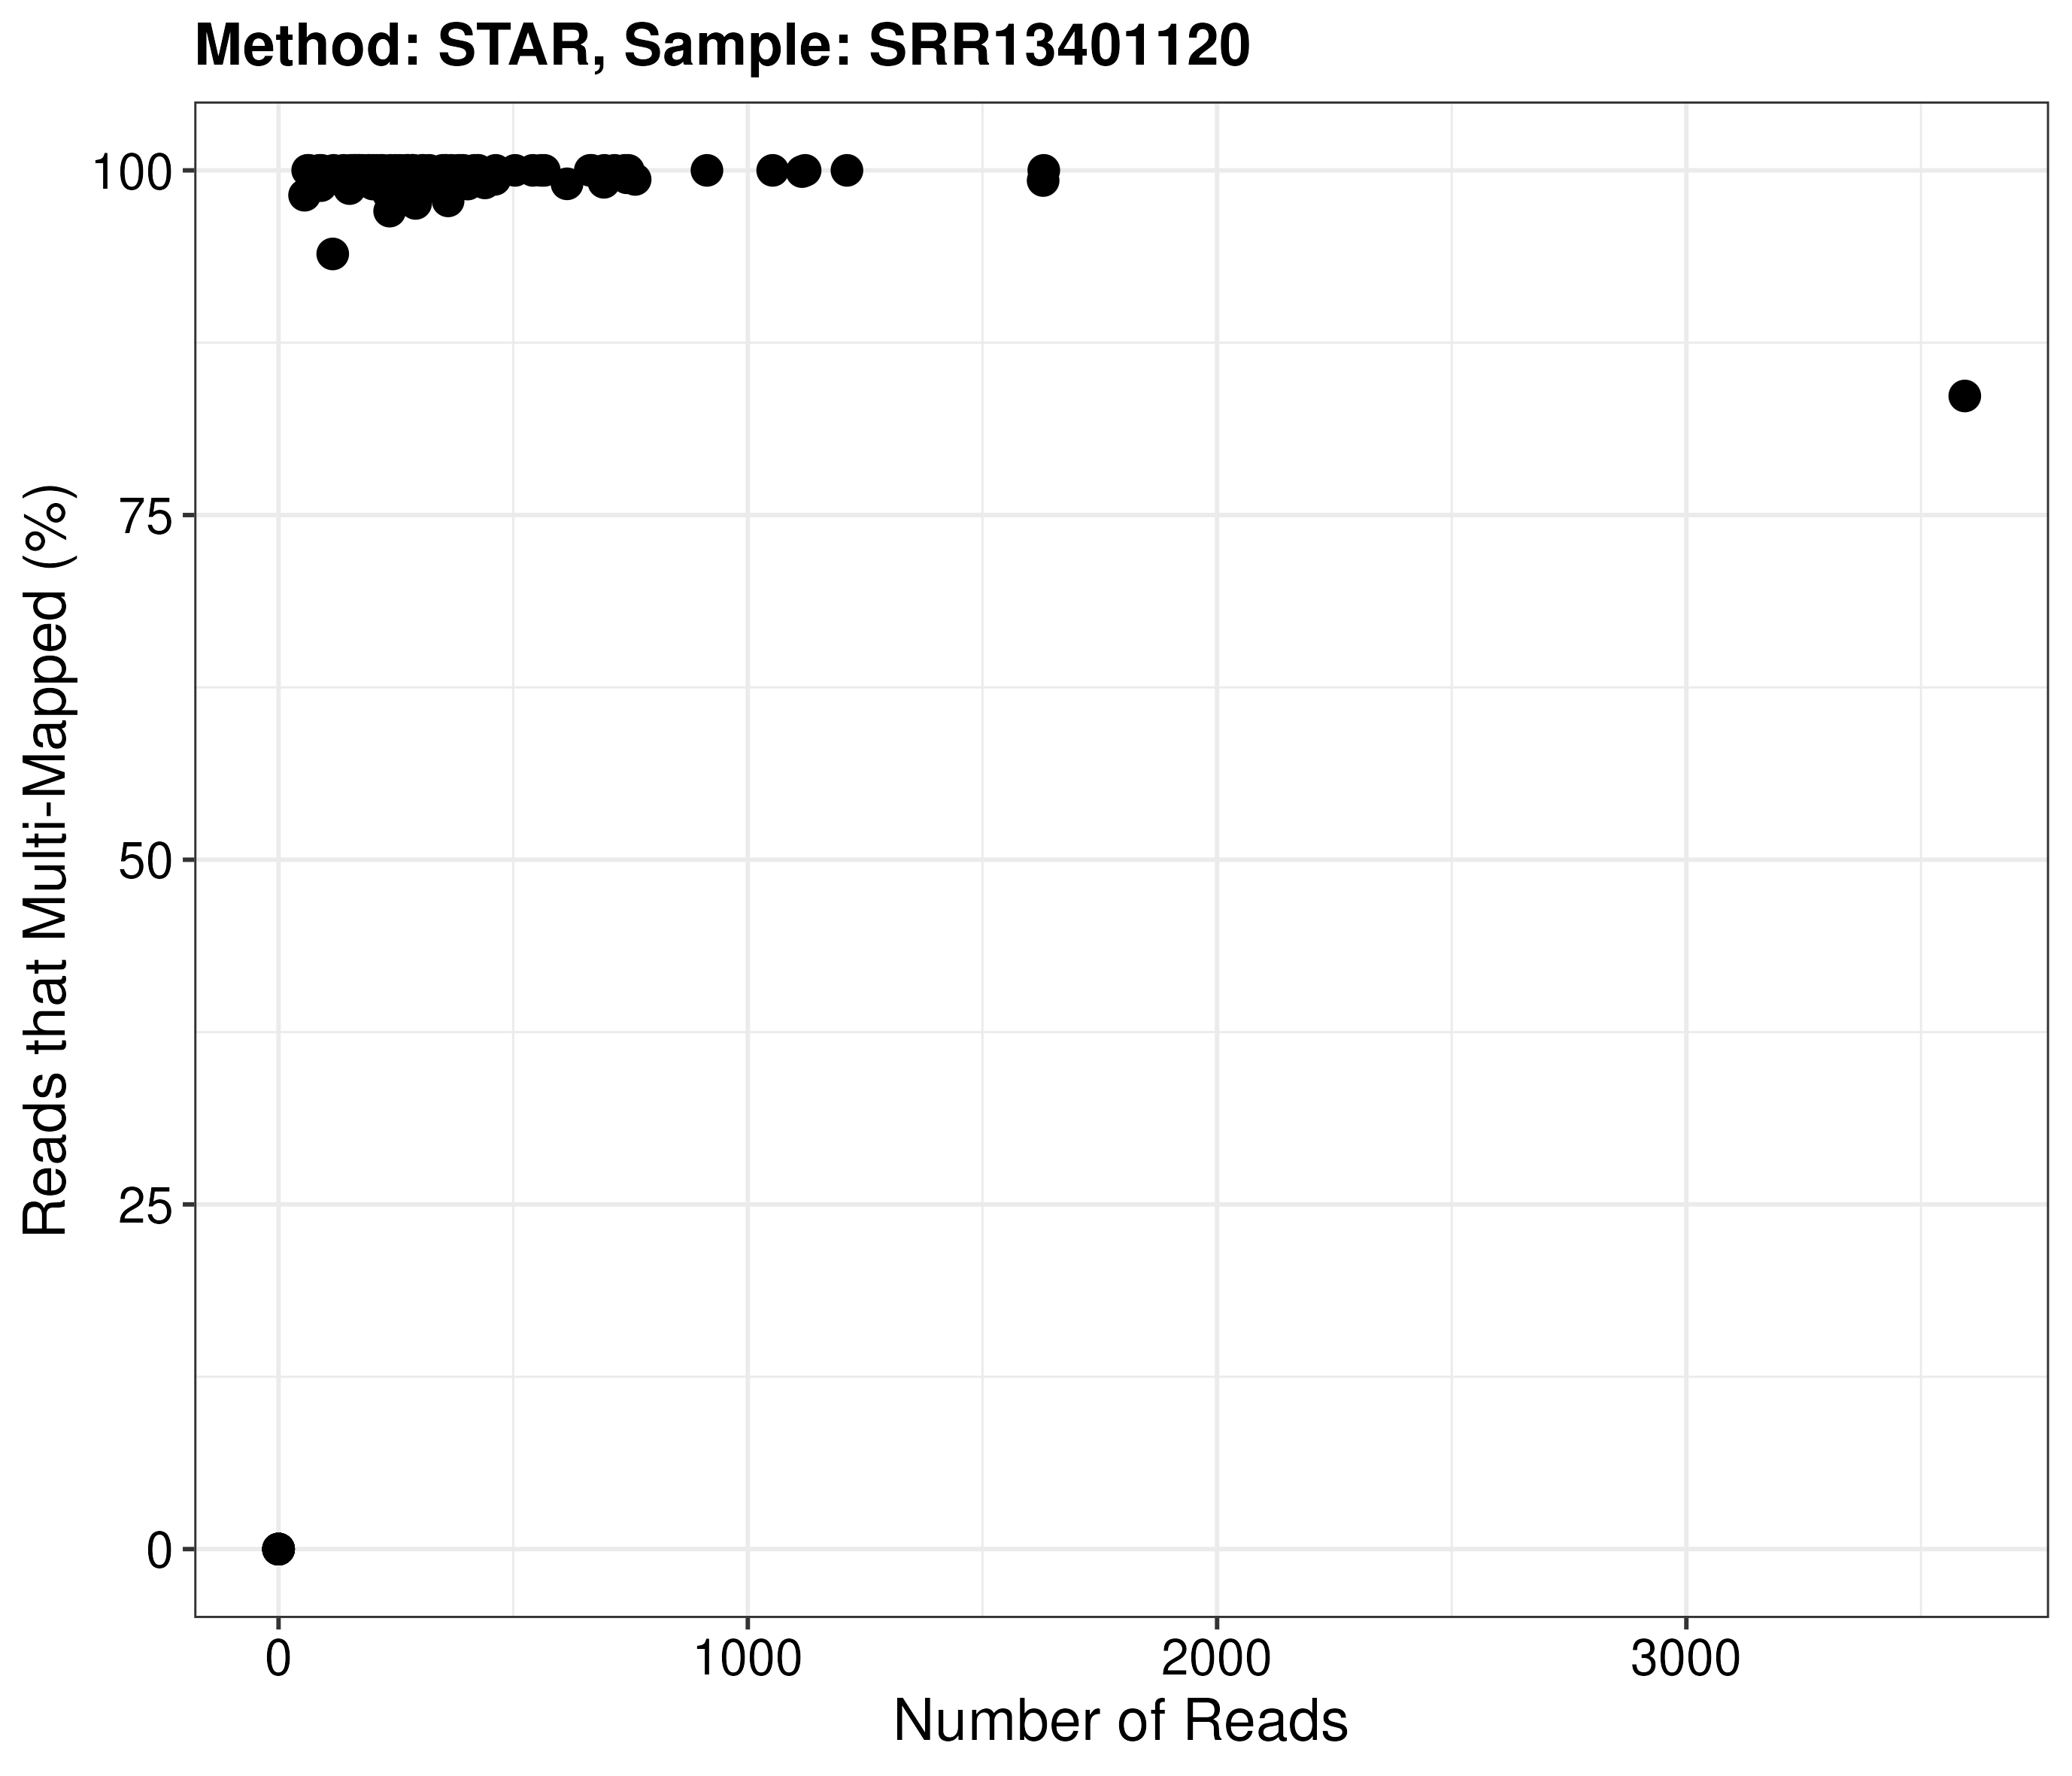 Method: STAR, Sample: SRR13401120
Reads that Multi-Mapped (%)
100
75
50
25
0
0 1000 2000 3000
Number of Reads